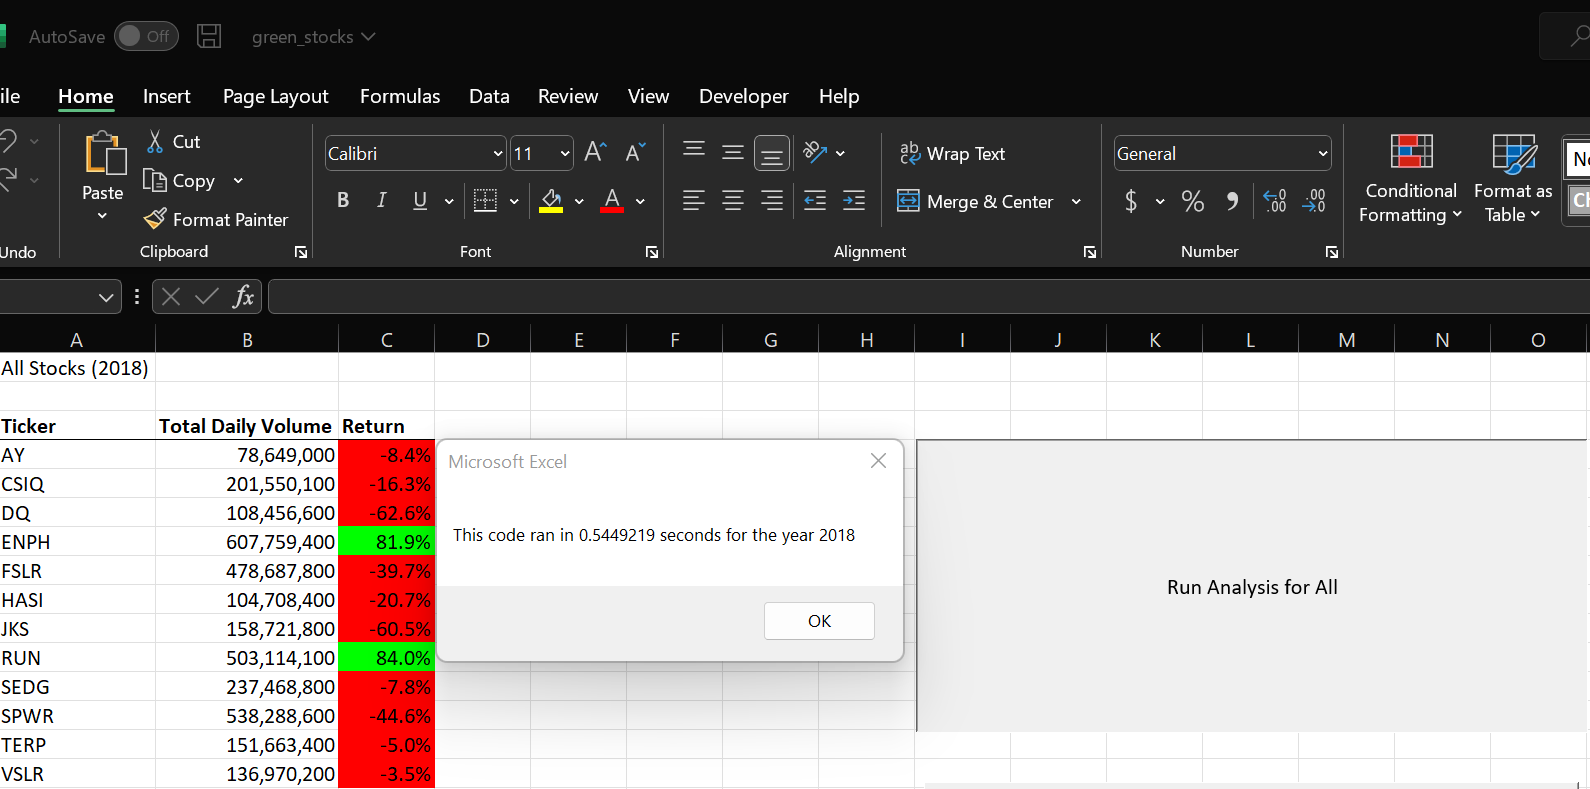 AutoSave Off green_stocks
ile Home Insert Page Layout Formulas Data Review View Developer Help
Paste
Cut
Copy
Format Painter
Calibri 11 A A
B I U A
ab Wrap Text
Merge & Center
General
$ % 9 .00 .00
Conditional Formatting
Format as Table
Undo Clipboard Font Alignment Number
fx
A B C D E F G H I J K L M N O
All Stocks (2018)
Ticker Total Daily Volume Return
AY 78,649,000 -8.4%
CSIQ 201,550,100 -16.3%
DQ 108,456,600 -62.6%
ENPH 607,759,400 81.9%
FSLR 478,687,800 -39.7%
HASI 104,708,400 -20.7%
JKS 158,721,800 -60.5%
RUN 503,114,100 84.0%
SEDG 237,468,800 -7.8%
SPWR 538,288,600 -44.6%
TERP 151,663,400 -5.0%
VSLR 136,970,200 -3.5%
Microsoft Excel
This code ran in 0.5449219 seconds for the year 2018
OK
Run Analysis for All